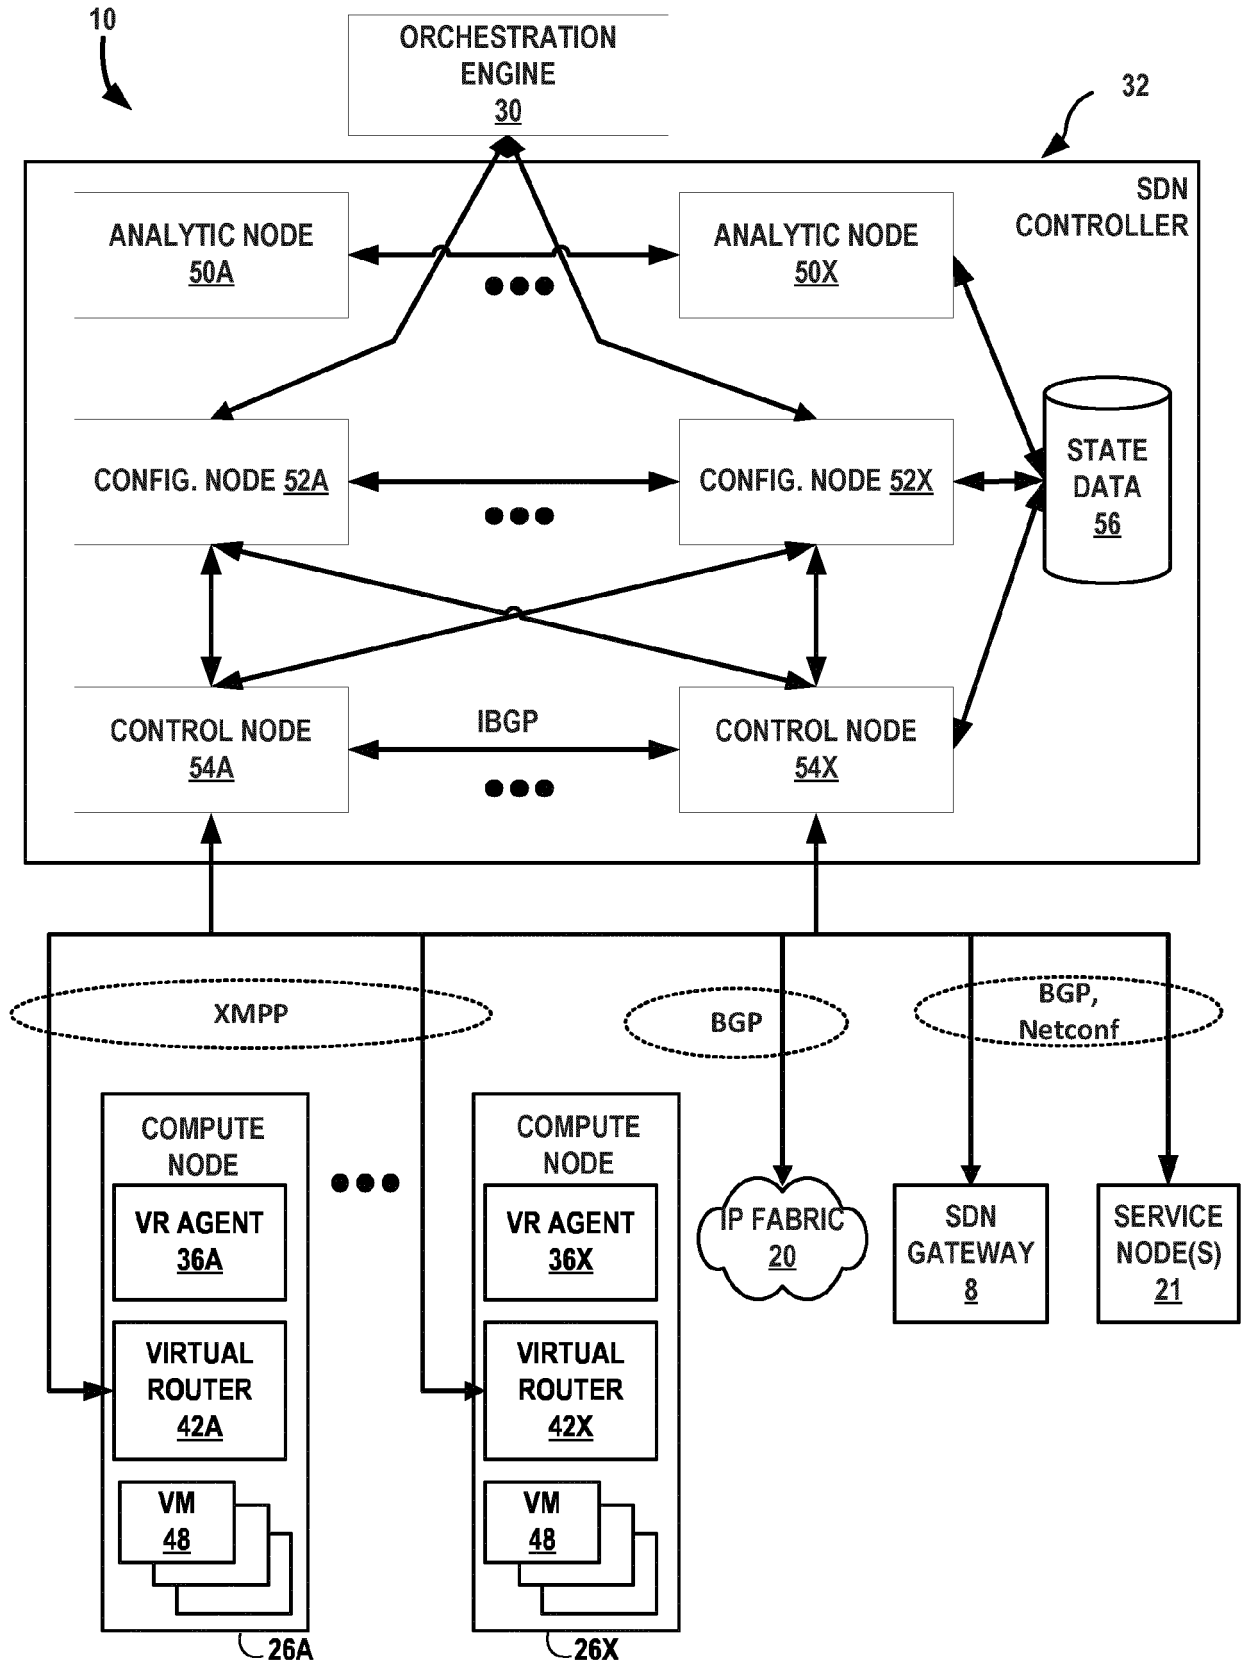 10
ORCHESTRATION
ENGINE
30
32
SDN
CONTROLLER
ANALYTIC NODE
50A
ANALYTIC NODE
50X
CONFIG. NODE 52A
CONFIG. NODE 52X
STATE
DATA
56
CONTROL NODE
54A
IBGP
CONTROL NODE
54X
XMPP
BGP
BGP,
Netconf
COMPUTE
NODE
VR AGENT
36A
VIRTUAL
ROUTER
42A
VM
48
26A
COMPUTE
NODE
VR AGENT
36X
VIRTUAL
ROUTER
42X
VM
48
26X
IP FABRIC
20
SDN
GATEWAY
8
SERVICE
NODE(S)
21